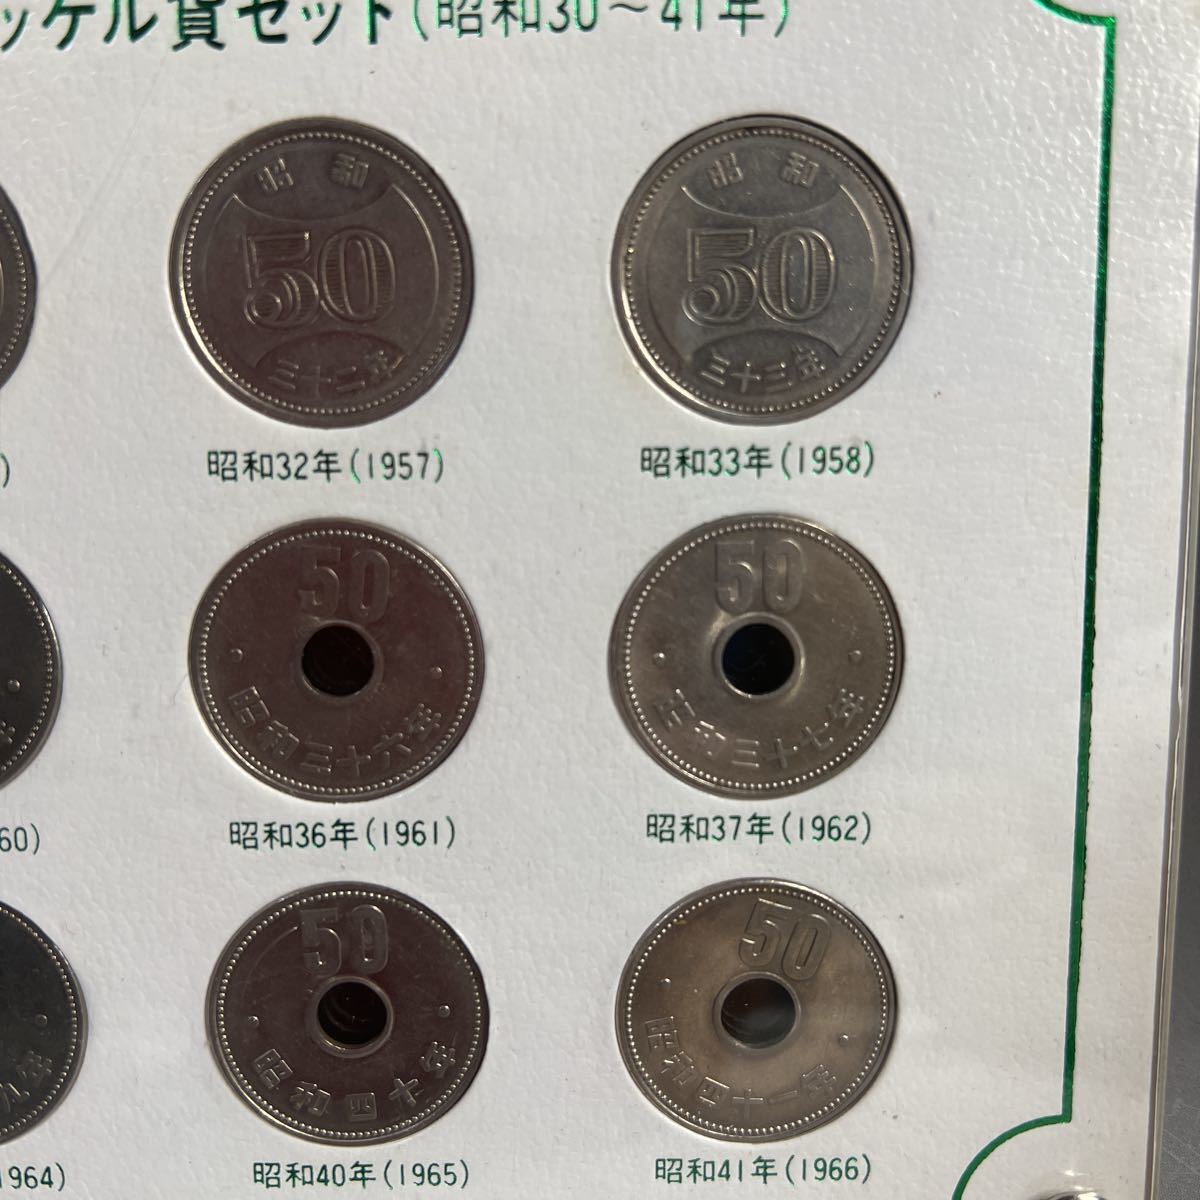 ッケル貨セット(昭和30〜41年)
昭和
50
三十二年
昭和
50
三十三年
)
昭和32年(1957)
昭和33年(1958)
50
昭和三十六年
50
昭和三十七年
年
60)
昭和36年(1961)
昭和37年(1962)
50
昭和四十年
50
昭和四十一年
九年
1964)
昭和40年(1965)
昭和41年(1966)